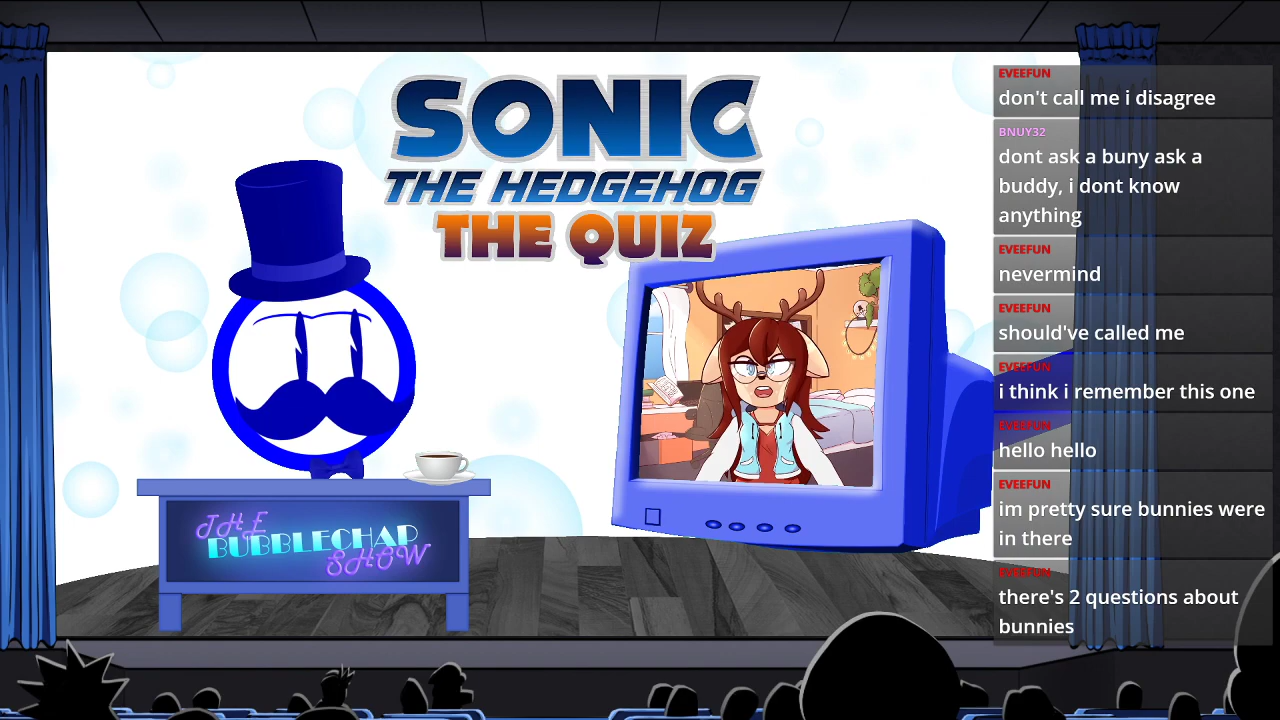 SONIC
THE HEDGEHOG
THE QUIZ
THE
BUBBLECHAP
SHOW
EVEEFUN
don't call me i disagree
BNUY32
dont ask a buny ask a
buddy, i dont know
anything
EVEEFUN
nevermind
EVEEFUN
should've called me
EVEEFUN
i think i remember this one
EVEEFUN
hello hello
EVEEFUN
im pretty sure bunnies were
in there
EVEEFUN
there's 2 questions about
bunnies